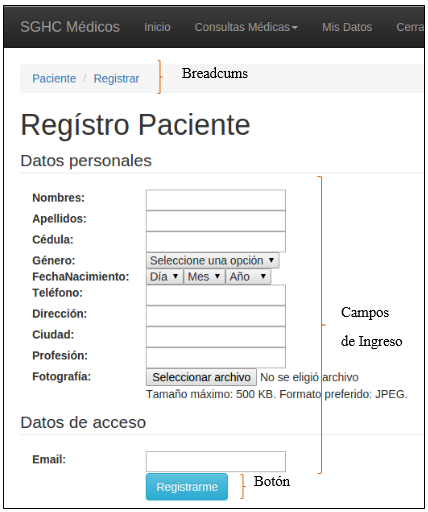 SGHC Médicos Inicio Consultas Médicas Mis Datos Cerra
Paciente / Registrar
Breadcums
Regístro Paciente
Datos personales
Nombres:
Apellidos:
Cédula:
Género: Seleccione una opción
FechaNacimiento: Día Mes Año
Teléfono:
Dirección:
Ciudad:
Profesión:
Campos
de Ingreso
Fotografía: Seleccionar archivo No se eligió archivo
Tamaño máximo: 500 KB. Formato preferido: JPEG.
Datos de acceso
Email:
Registrarme
Botón